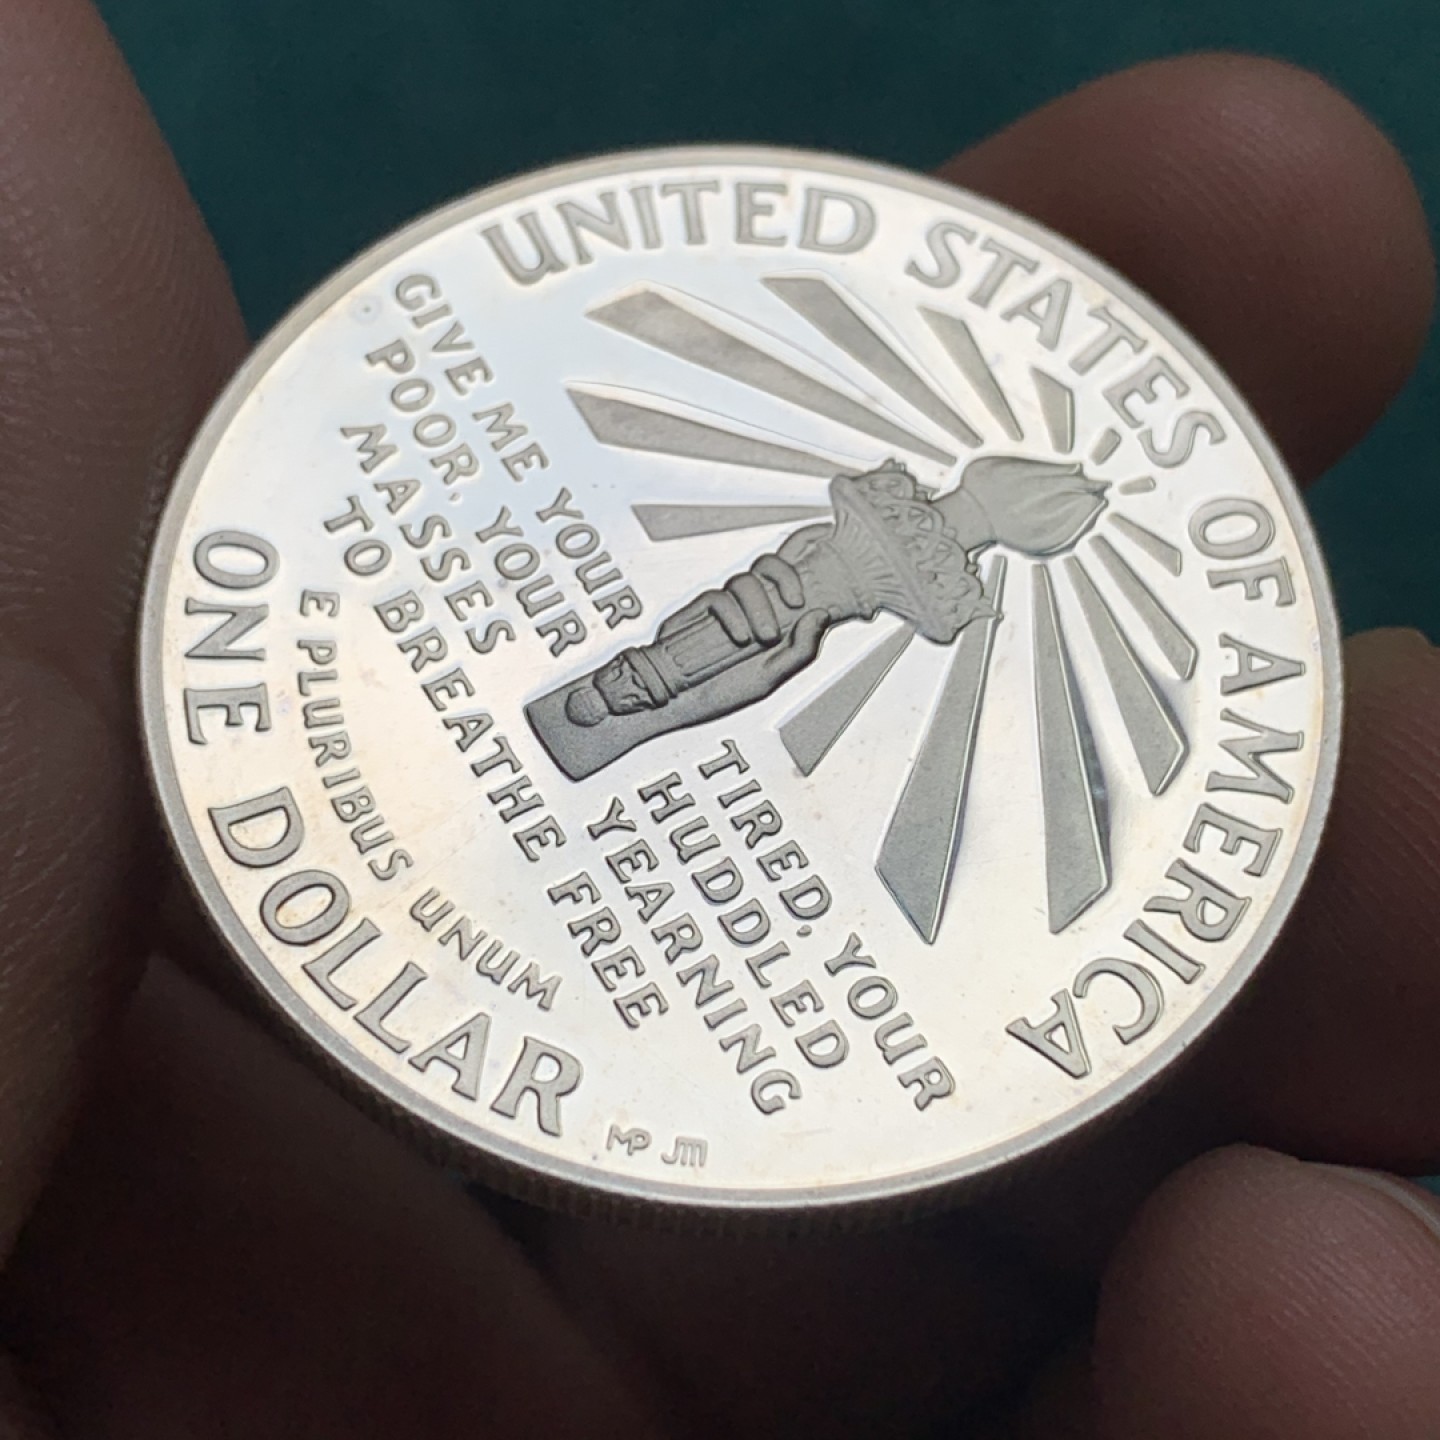 UNITED STATES OF AMERICA
GIVE ME YOUR TIRED, YOUR
POOR, YOUR HUDDLED
MASSES YEARNING
TO BREATHE FREE
E PLURIBUS UNUM
ONE DOLLAR
MP JM